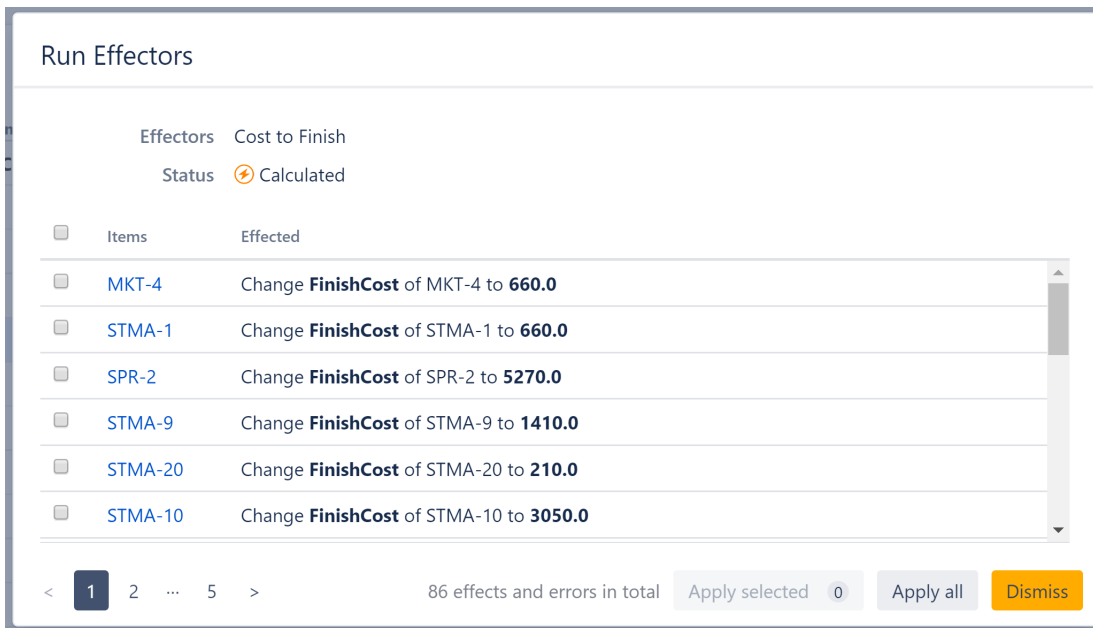 Run Effectors
Effectors Cost to Finish
Status Calculated
Items Effected
MKT-4 Change FinishCost of MKT-4 to 660.0
STMA-1 Change FinishCost of STMA-1 to 660.0
SPR-2 Change FinishCost of SPR-2 to 5270.0
STMA-9 Change FinishCost of STMA-9 to 1410.0
STMA-20 Change FinishCost of STMA-20 to 210.0
STMA-10 Change FinishCost of STMA-10 to 3050.0
< 1 2 ... 5 > 86 effects and errors in total Apply selected 0 Apply all Dismiss